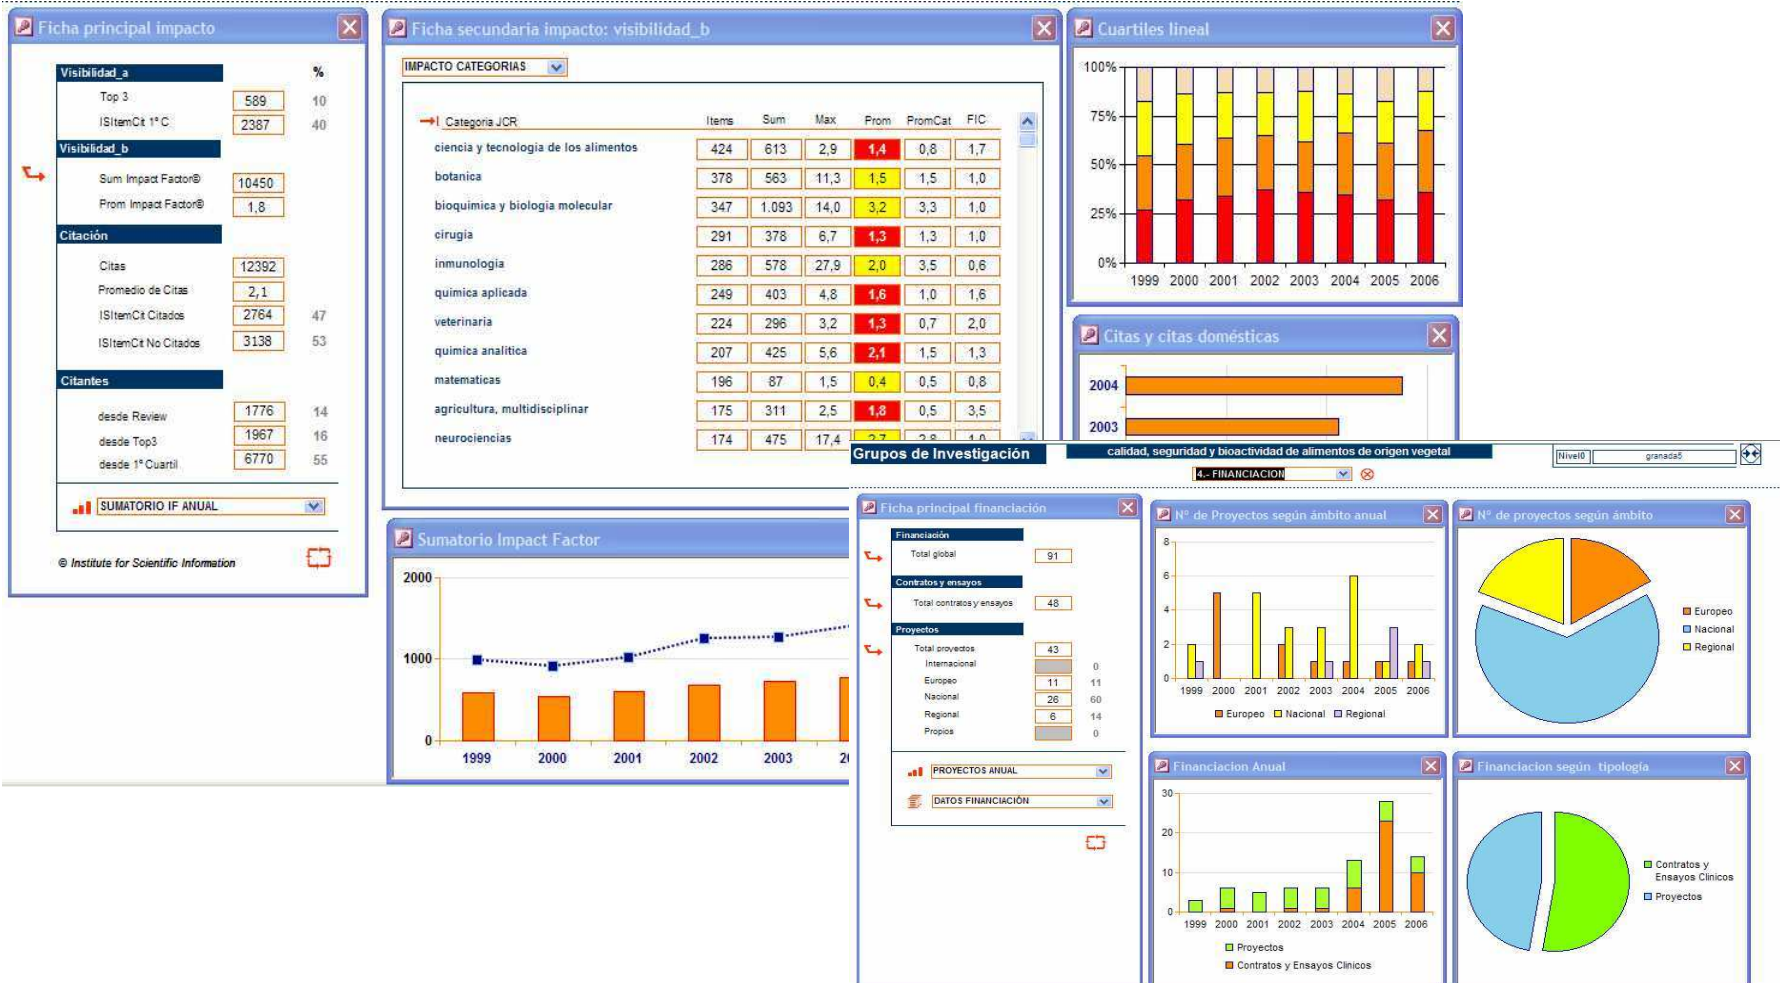 Ficha principal impacto
Visibilidad_a %
Top 3 589 10
ISItemCit 1º C 2387 40
Visibilidad_b
Sum Impact Factor® 10450
Prom Impact Factor® 1,8
Citación
Citas 12392
Promedio de Citas 2,1
ISItemCit Citados 2764 47
ISItemCit No Citados 3138 53
Citantes
desde Review 1776 14
desde Top3 1967 16
desde 1º Cuartil 6770 55
SUMATORIO IF ANUAL
© Institute for Scientific Information
Ficha secundaria impacto: visibilidad_b
IMPACTO CATEGORIAS
Categoria JCR Items Sum Max Prom PromCat FIC
ciencia y tecnologia de los alimentos 424 613 2,9 1,4 0,8 1,7
botanica 378 563 11,3 1,5 1,5 1,0
bioquimica y biologia molecular 347 1.093 14,0 3,2 3,3 1,0
cirugia 291 378 6,7 1,3 1,3 1,0
inmunologia 286 578 27,9 2,0 3,5 0,6
quimica aplicada 249 403 4,8 1,6 1,0 1,6
veterinaria 224 296 3,2 1,3 0,7 2,0
quimica analítica 207 425 5,6 2,1 1,5 1,3
matematicas 196 87 1,5 0,4 0,5 0,8
agricultura, multidisciplinar 175 311 2,5 1,8 0,5 3,5
neurociencias 174 475 17,4 2,7 2,8 1,0
Cuartiles lineal
100%
75%
50%
25%
0%
1999 2000 2001 2002 2003 2004 2005 2006
Citas y citas domésticas
2004
2003
Sumatorio Impact Factor
2000
1000
0
1999 2000 2001 2002 2003 20
Grupos de Investigación
calidad, seguridad y bioactividad de alimentos de origen vegetal
Nivel0 granada6
4.- FINANCIACION
Ficha principal financiación
Financiación
Total global 91
Contratos y ensayos
Total contratos y ensayos 48
Proyectos
Total proyectos 43
Internacional 0
Europeo 11 11
Nacional 26 60
Regional 6 14
Propios 0
PROYECTOS ANUAL
DATOS FINANCIACIÓN
Nº de Proyectos según ámbito anual
8
6
4
2
0
1999 2000 2001 2002 2003 2004 2005 2006
Europeo Nacional Regional
Nº de proyectos según ámbito
Europeo
Nacional
Regional
Financiacion Anual
30
20
10
0
1999 2000 2001 2002 2003 2004 2005 2006
Proyectos
Contratos y Ensayos Clinicos
Financiacion según tipología
Contratos y
Ensayos Clinicos
Proyectos